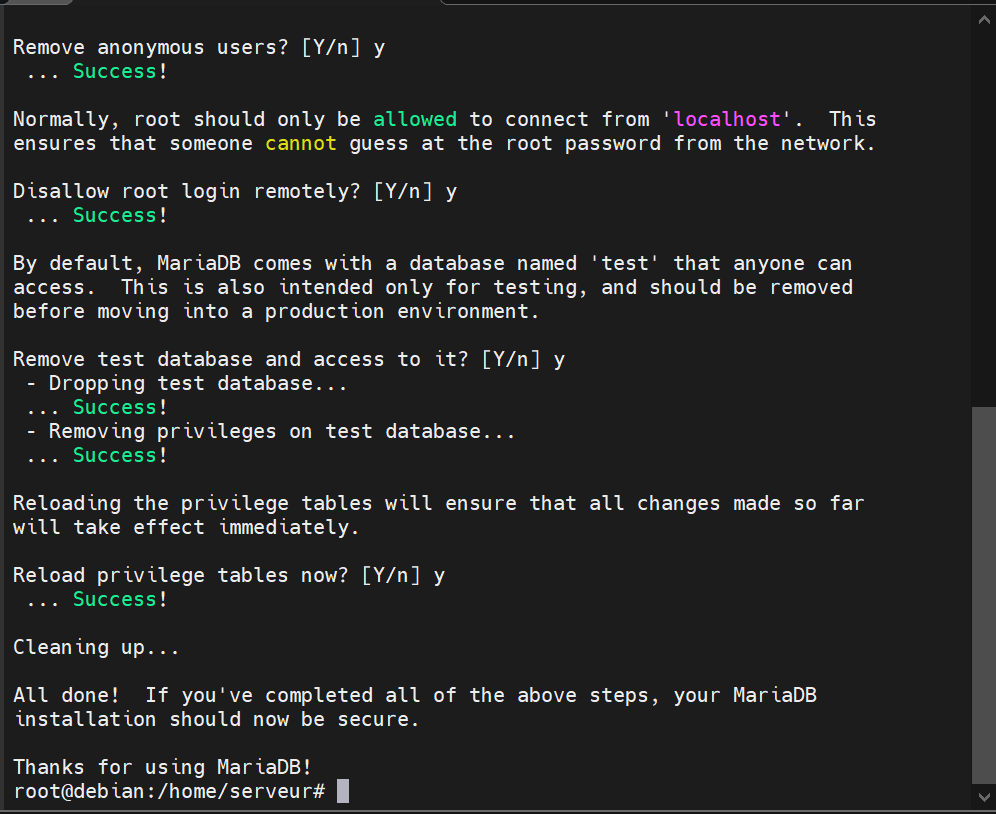 Remove anonymous users? [Y/n] y
 ... Success!
Normally, root should only be allowed to connect from 'localhost'.  This
ensures that someone cannot guess at the root password from the network.
Disallow root login remotely? [Y/n] y
 ... Success!
By default, MariaDB comes with a database named 'test' that anyone can
access.  This is also intended only for testing, and should be removed
before moving into a production environment.
Remove test database and access to it? [Y/n] y
 - Dropping test database...
 ... Success!
 - Removing privileges on test database...
 ... Success!
Reloading the privilege tables will ensure that all changes made so far
will take effect immediately.
Reload privilege tables now? [Y/n] y
 ... Success!
Cleaning up...
All done!  If you've completed all of the above steps, your MariaDB
installation should now be secure.
Thanks for using MariaDB!
root@debian:/home/serveur#